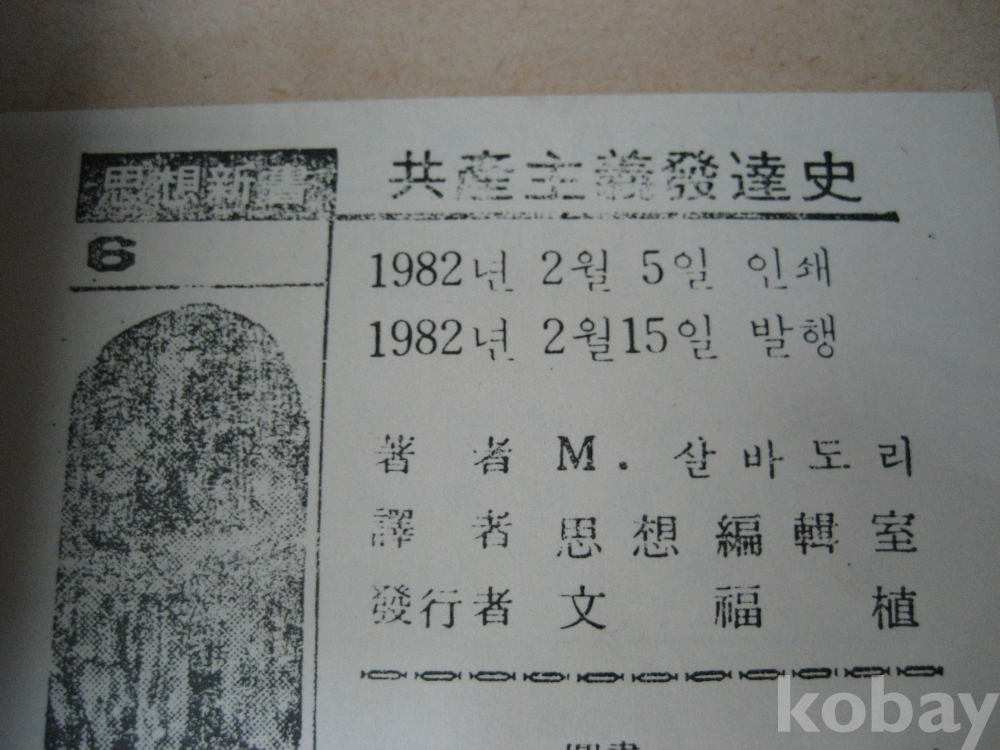 思想新書
6
共産主義發達史
1982년 2월 5일 인쇄
1982년 2월15일 발행
著者 M. 살바도리
譯者 思想編輯室
發行者 文福植
kobay